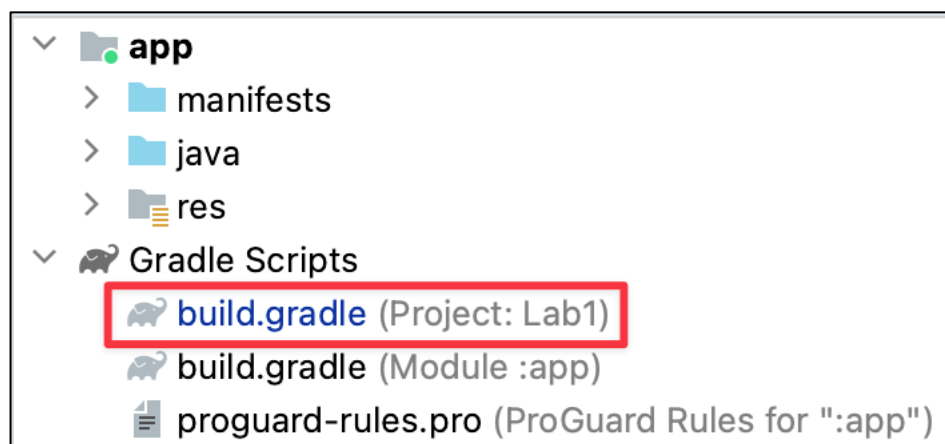 app
manifests
java
res
Gradle Scripts
build.gradle (Project: Lab1)
build.gradle (Module :app)
proguard-rules.pro (ProGuard Rules for ":app")